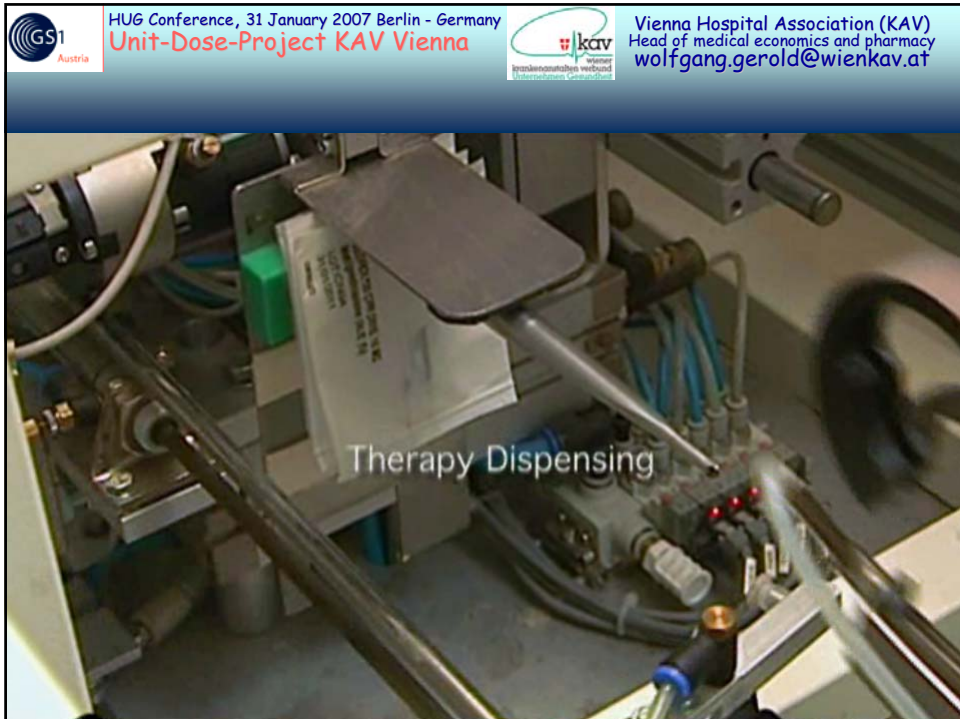 GS1
Austria
HUG Conference, 31 January 2007 Berlin - Germany
Unit-Dose-Project KAV Vienna
kav
wiener
krankenanstalten verbund
Unternehmen Gesundheit
Vienna Hospital Association (KAV)
Head of medical economics and pharmacy
wolfgang.gerold@wienkav.at
Therapy Dispensing